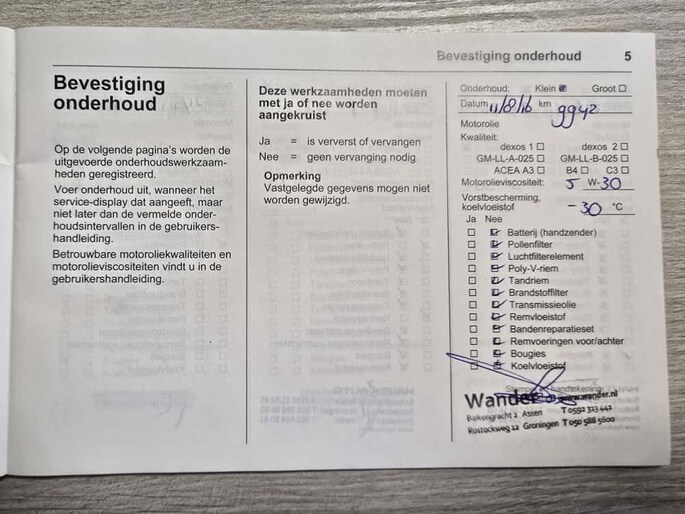 Bevestiging onderhoud 5
Bevestiging
onderhoud
Op de volgende pagina's worden de
uitgevoerde onderhoudswerkzaam-
heden geregistreerd.
Voer onderhoud uit, wanneer het
service-display dat aangeeft, maar
niet later dan de vermelde onder-
houdsintervallen in de gebruikers-
handleiding.
Betrouwbare motoroliekwaliteiten en
motorolieviscositeiten vindt u in de
gebruikershandleiding.
Deze werkzaamheden moeten
met ja of nee worden
aangekruist
Ja = is ververst of vervangen
Nee = geen vervanging nodig
Opmerking
Vastgelegde gegevens mogen niet
worden gewijzigd.
Onderhoud: Klein Groot
Datum 11/8/16 km 9942
Motorolie
Kwaliteit:
dexos 1 dexos 2
GM-LL-A-025 GM-LL-B-025
ACEA A3 B4 C3
Motorolieviscositeit: 5 W-30
Vorstbescherming,
koelvloeistof -30 °C
Ja Nee
Batterij (handzender)
Pollenfilter
Luchtfilterelement
Poly-V-riem
Tandriem
Brandstoffilter
Transmissieolie
Remvloeistof
Bandenreparatieset
Remvoeringen voor/achter
Bougies
Koelvloeistof
Wander www.wander.nl
Balkengracht 2 Assen T 0592 313 442
Rostockweg 12 Groningen T 050 588 5600